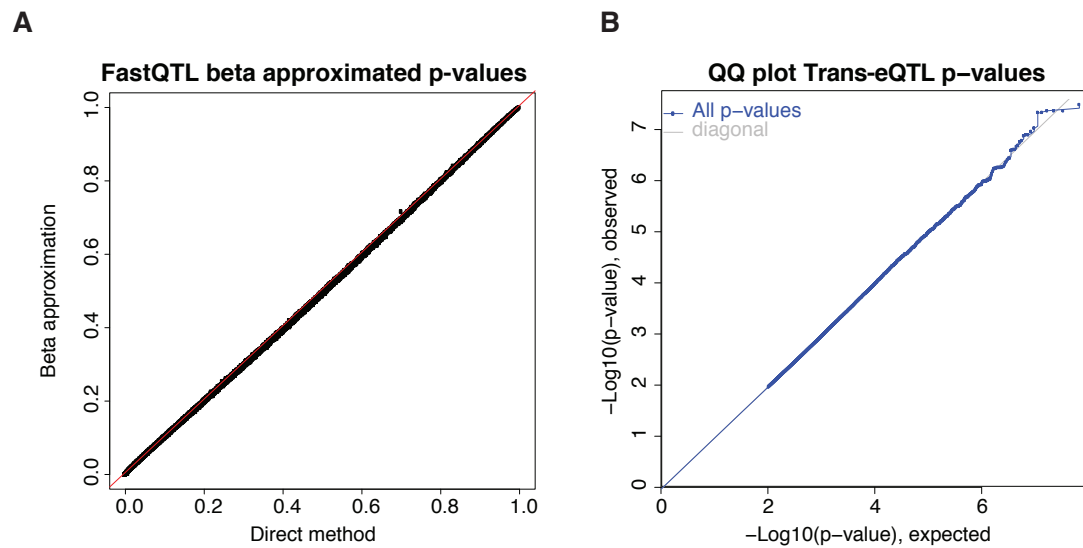 A
FastQTL beta approximated p-values
Beta approximation
1.0
0.8
0.6
0.4
0.2
0.0
0.0 0.2 0.4 0.6 0.8 1.0
Direct method
B
QQ plot Trans-eQTL p−values
All p−values
diagonal
−Log10(p−value), observed
7
6
5
4
3
2
1
0
0 2 4 6
−Log10(p−value), expected